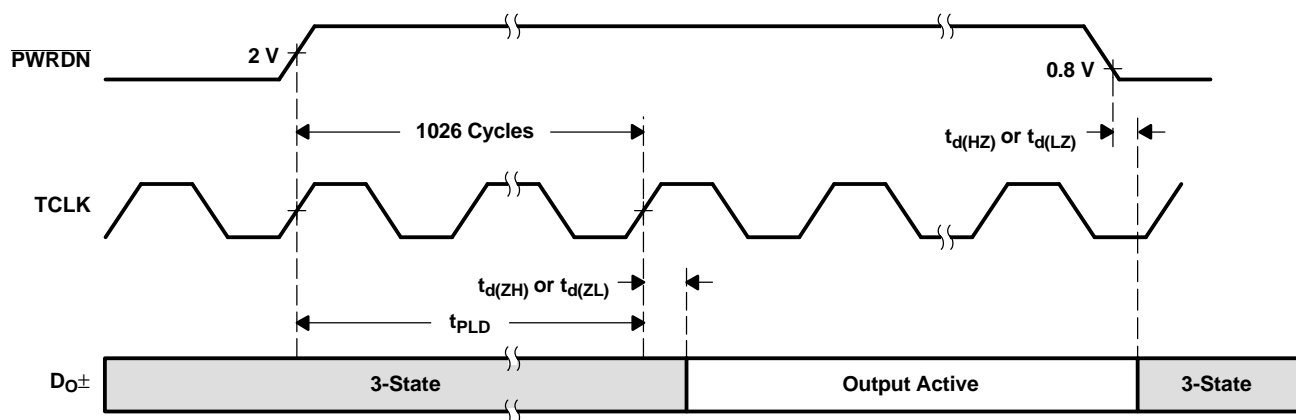 PWRDN
2 V
0.8 V
1026 Cycles
td(HZ) or td(LZ)
TCLK
td(ZH) or td(ZL)
tPLD
DO±
3-State
Output Active
3-State